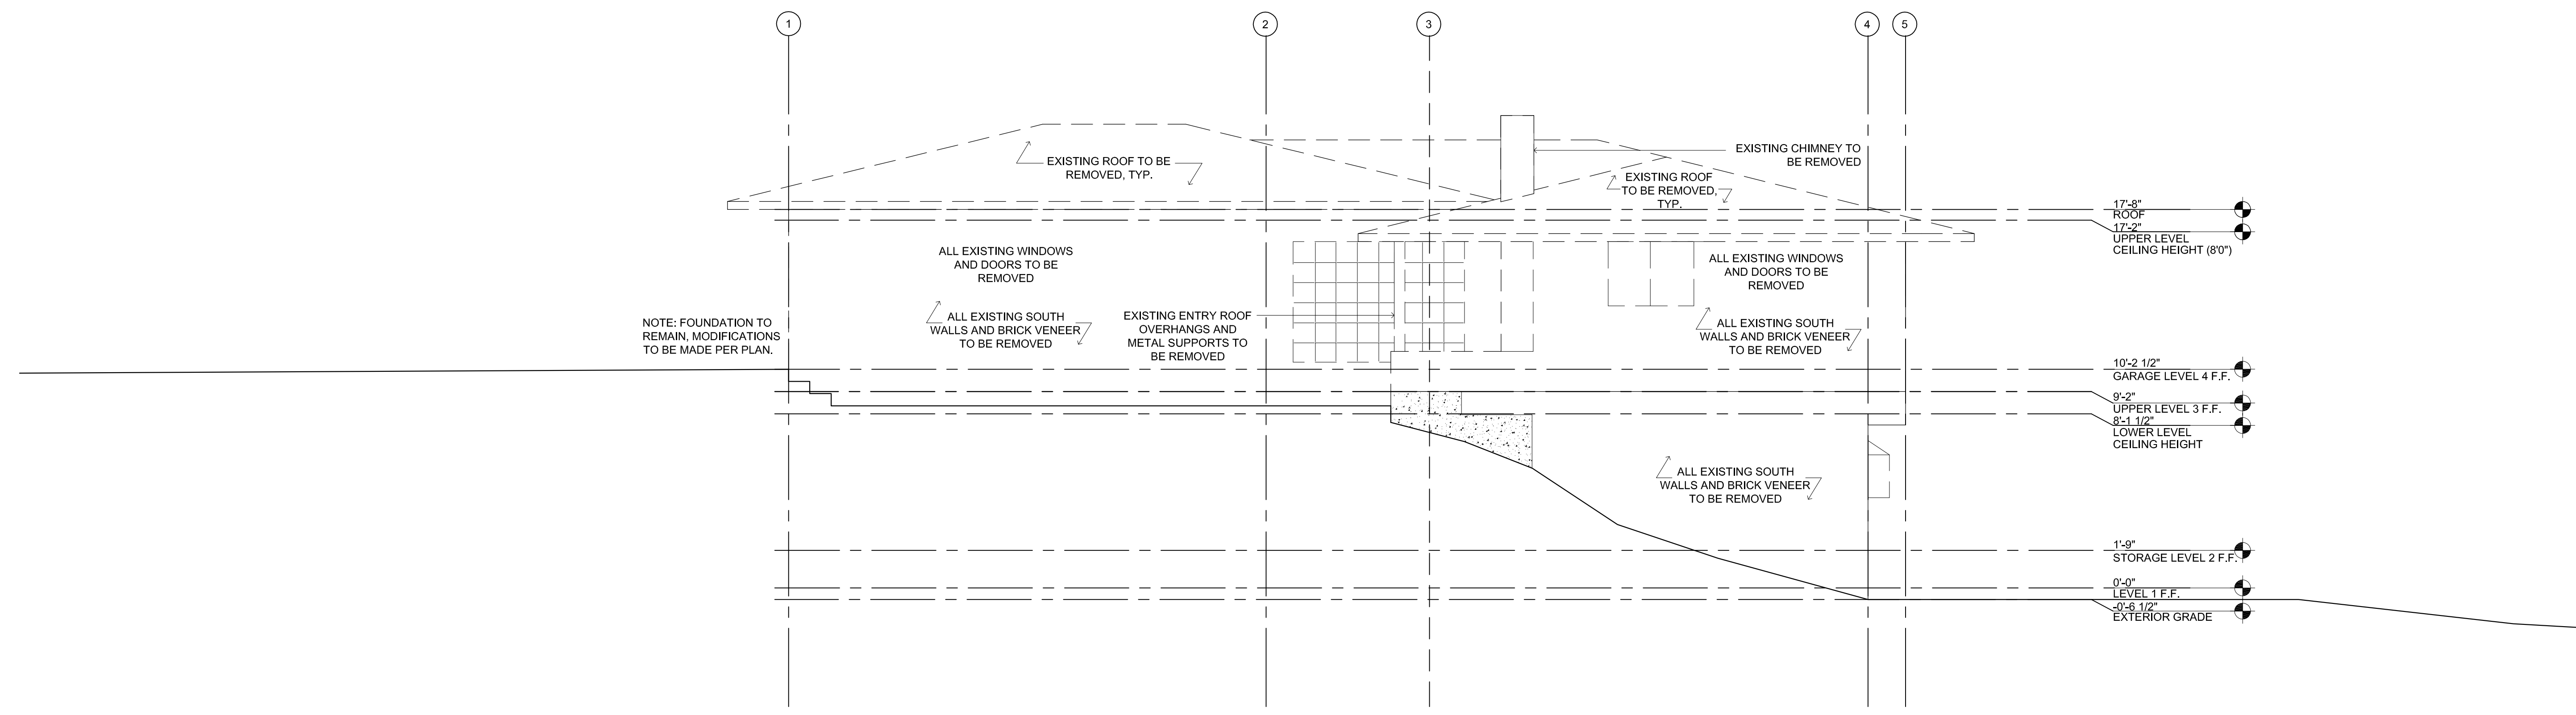 1
2
3
4
5
EXISTING ROOF TO BE
REMOVED, TYP.
EXISTING CHIMNEY TO
BE REMOVED
EXISTING ROOF
TO BE REMOVED,
TYP.
17'-8"
ROOF
17'-2"
UPPER LEVEL
CEILING HEIGHT (8'0")
ALL EXISTING WINDOWS
AND DOORS TO BE
REMOVED
ALL EXISTING WINDOWS
AND DOORS TO BE
REMOVED
NOTE: FOUNDATION TO
REMAIN, MODIFICATIONS
TO BE MADE PER PLAN.
ALL EXISTING SOUTH
WALLS AND BRICK VENEER
TO BE REMOVED
EXISTING ENTRY ROOF
OVERHANGS AND
METAL SUPPORTS TO
BE REMOVED
ALL EXISTING SOUTH
WALLS AND BRICK VENEER
TO BE REMOVED
10'-2 1/2"
GARAGE LEVEL 4 F.F.
9'-2"
UPPER LEVEL 3 F.F.
8'-1 1/2"
LOWER LEVEL
CEILING HEIGHT
ALL EXISTING SOUTH
WALLS AND BRICK VENEER
TO BE REMOVED
1'-9"
STORAGE LEVEL 2 F.F.
0'-0"
LEVEL 1 F.F.
-0'-6 1/2"
EXTERIOR GRADE